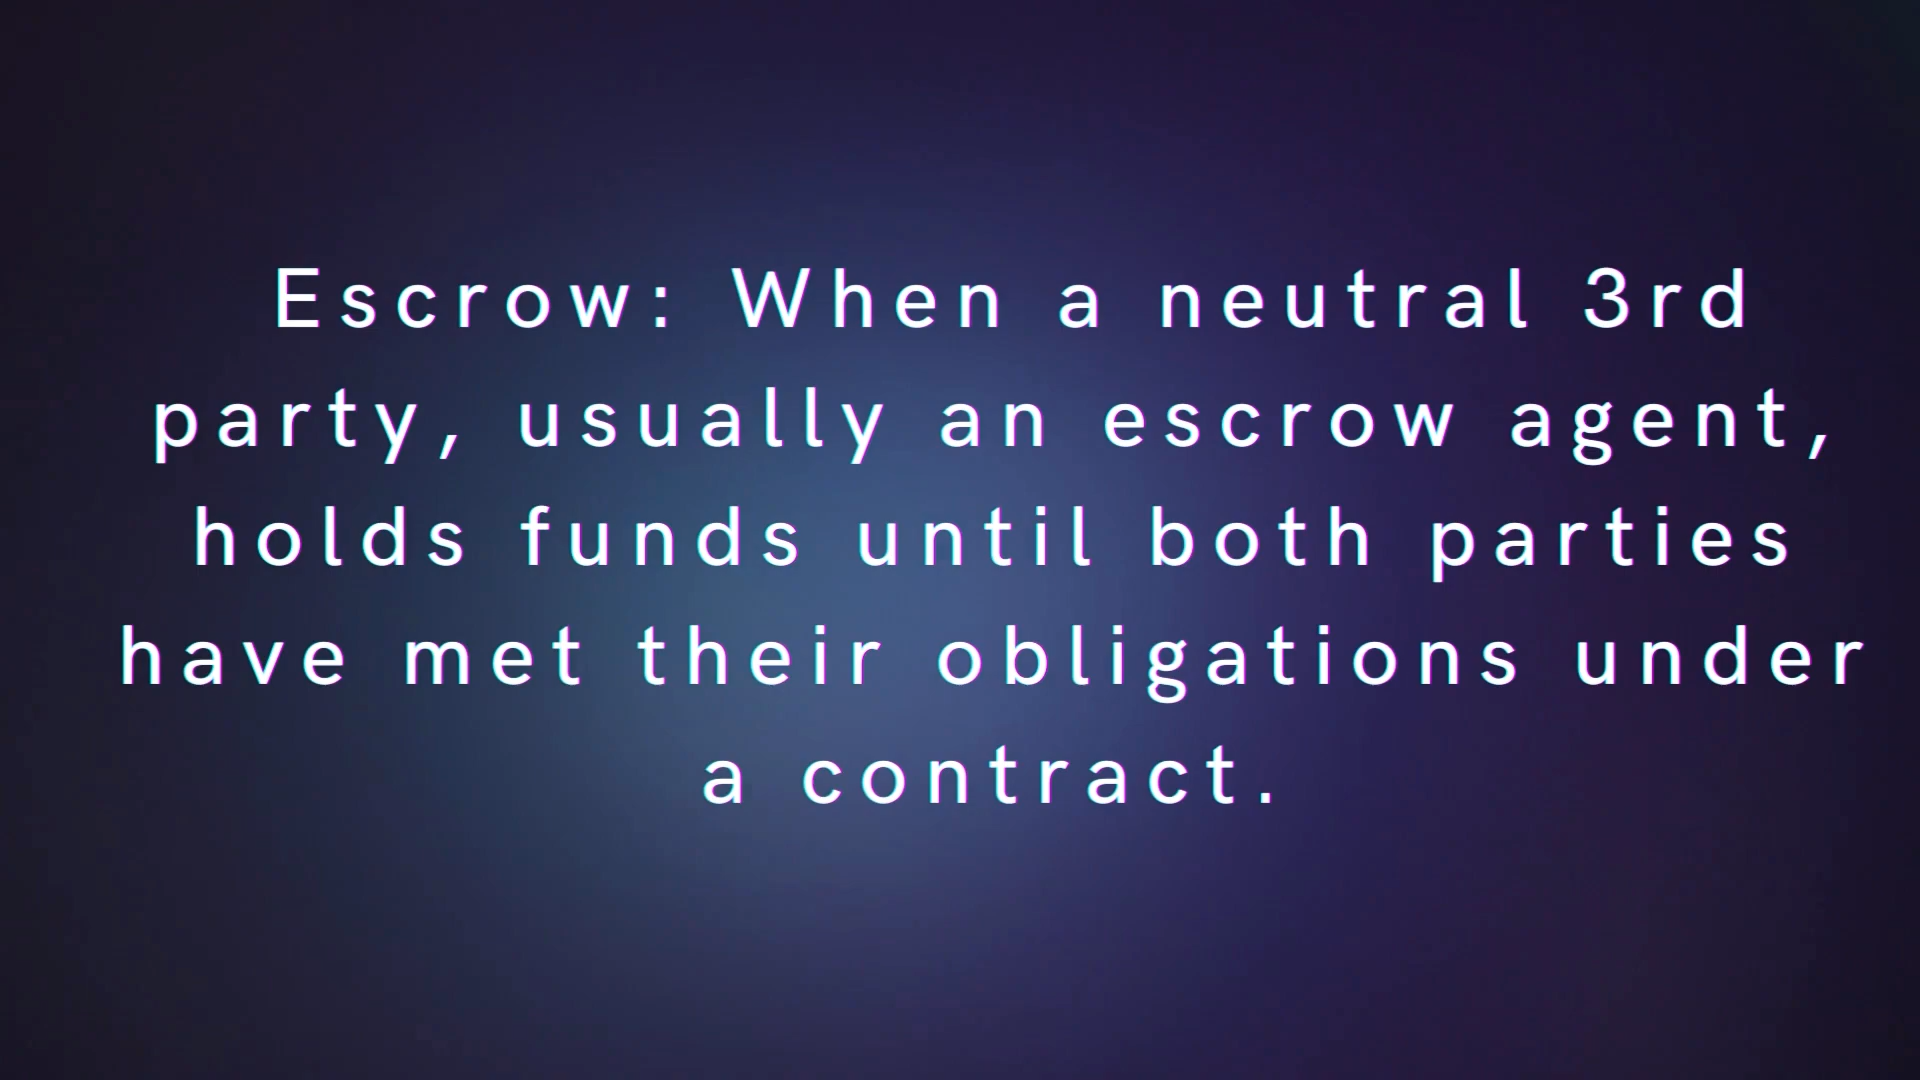 Escrow: When a neutral 3rd
party, usually an escrow agent,
holds funds until both parties
have met their obligations under
a contract.